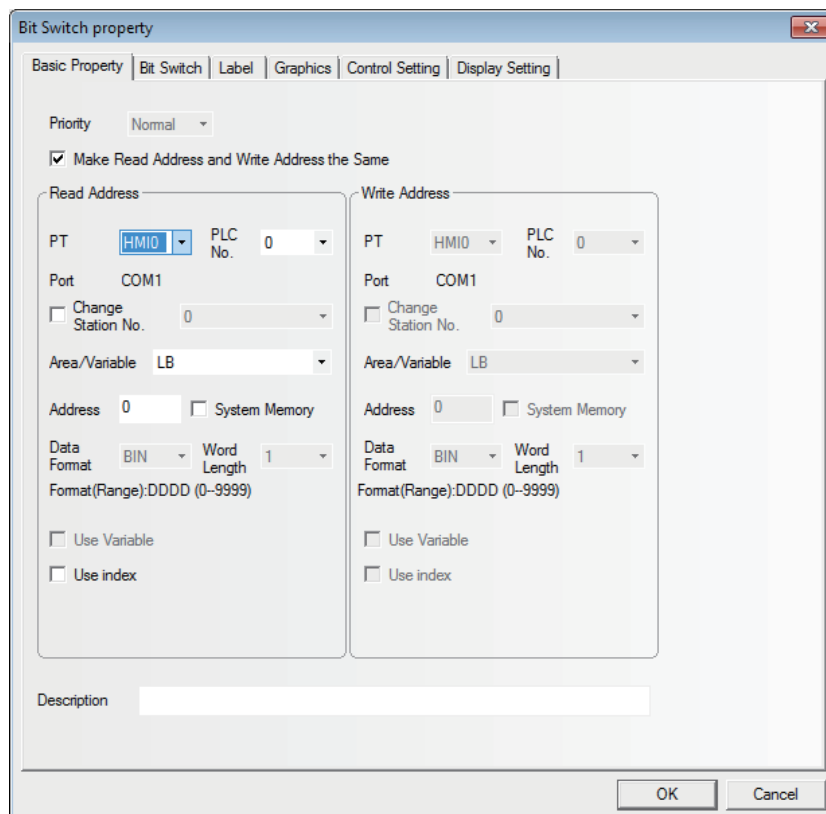 Bit Switch property
Basic Property Bit Switch Label Graphics Control Setting Display Setting
Priority Normal
Make Read Address and Write Address the Same
Read Address
PT HMI0 PLC No. 0
Port COM1
Change Station No. 0
Area/Variable LB
Address 0 System Memory
Data Format BIN Word Length 1
Format(Range):DDDD (0--9999)
Use Variable
Use index
Write Address
PT HMI0 PLC No. 0
Port COM1
Change Station No. 0
Area/Variable LB
Address 0 System Memory
Data Format BIN Word Length 1
Format(Range):DDDD (0--9999)
Use Variable
Use index
Description
OK Cancel